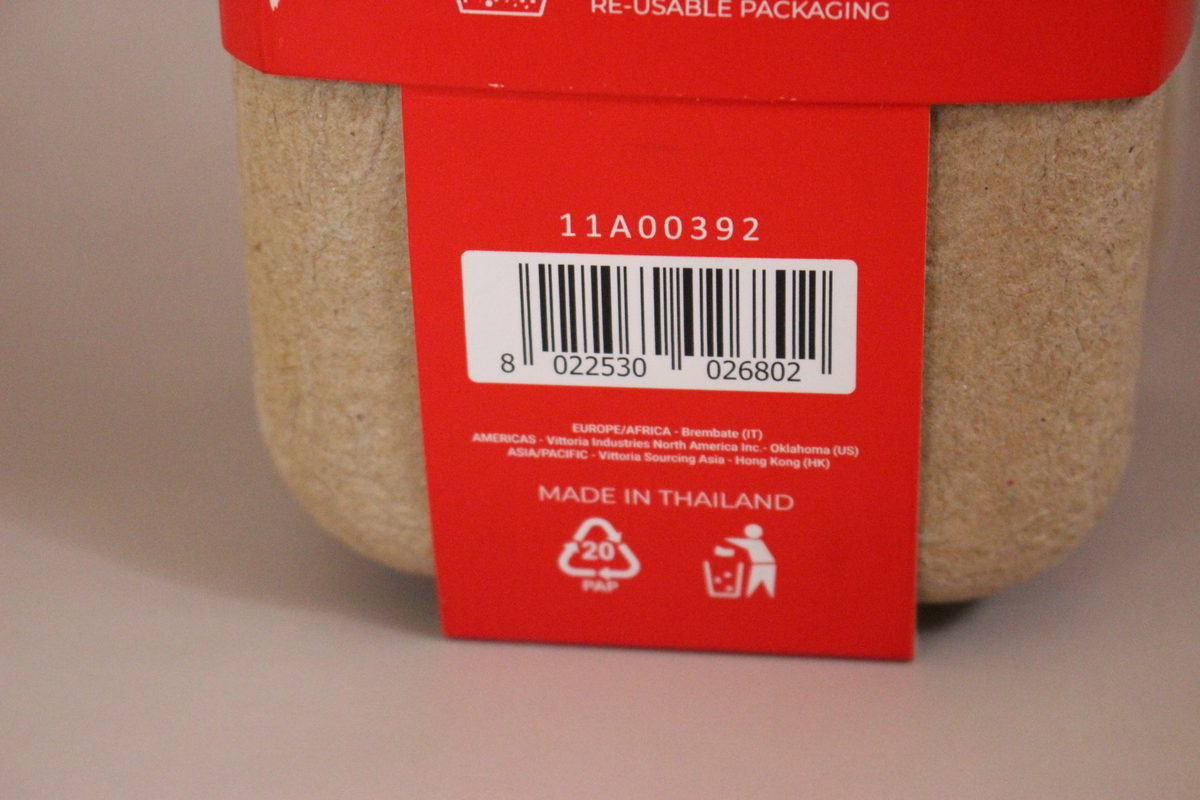 RE-USABLE PACKAGING
11A00392
8 022530 026802
EUROPE/AFRICA - Brembate (IT)
AMERICAS - Vittoria Industries North America Inc.- Oklahoma (US)
ASIA/PACIFIC - Vittoria Sourcing Asia - Hong Kong (HK)
MADE IN THAILAND
20
PAP